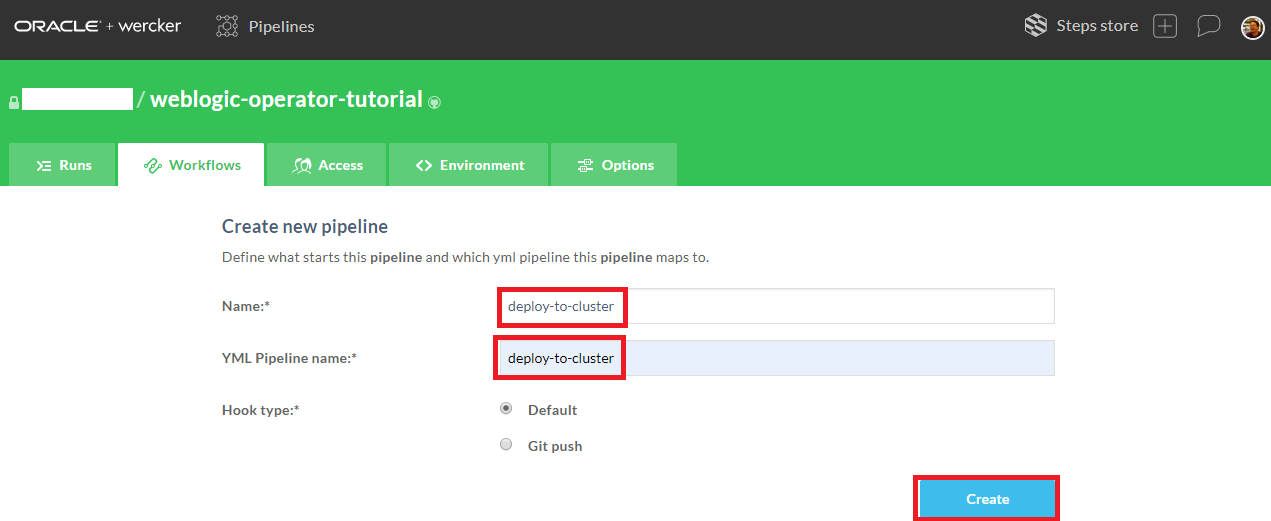 ORACLE + wercker Pipelines Steps store
/ weblogic-operator-tutorial
Runs Workflows Access Environment Options
Create new pipeline
Define what starts this pipeline and which yml pipeline this pipeline maps to.
Name:* deploy-to-cluster
YML Pipeline name:* deploy-to-cluster
Hook type:* Default
Git push
Create